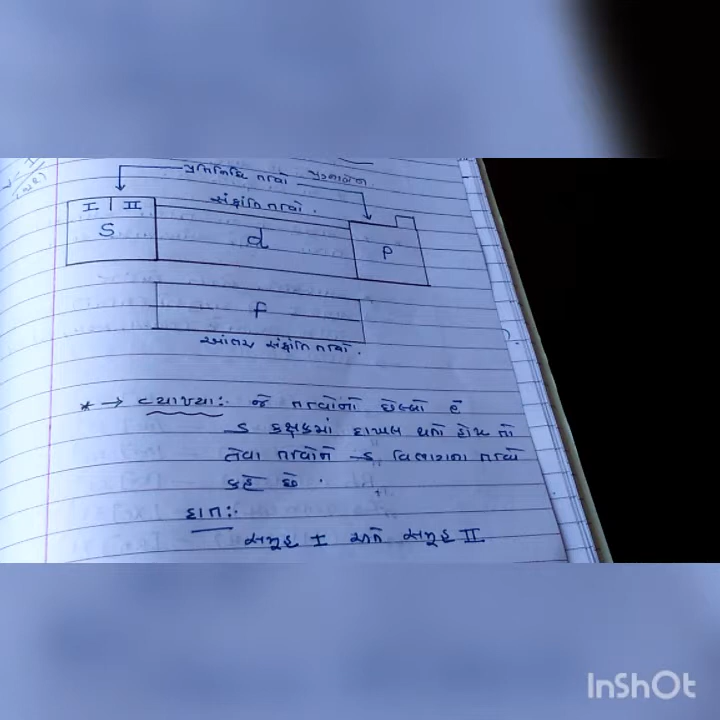 પ્રતિનિધિ તત્વો
સંક્રાંતિ તત્વો.
I | II
S
d
P
f
આંતર સંક્રાંતિ તત્વો.
* → વ્યાખ્યા:- જે તત્વોનો છેલ્લો e
s કક્ષકમાં દાખલ થતો હોય તો
તેવા તત્વોને s વિભાગના તત્વો
કહે છે.
દા.ત:-
સમૂહ I અને સમૂહ II.
InShOt